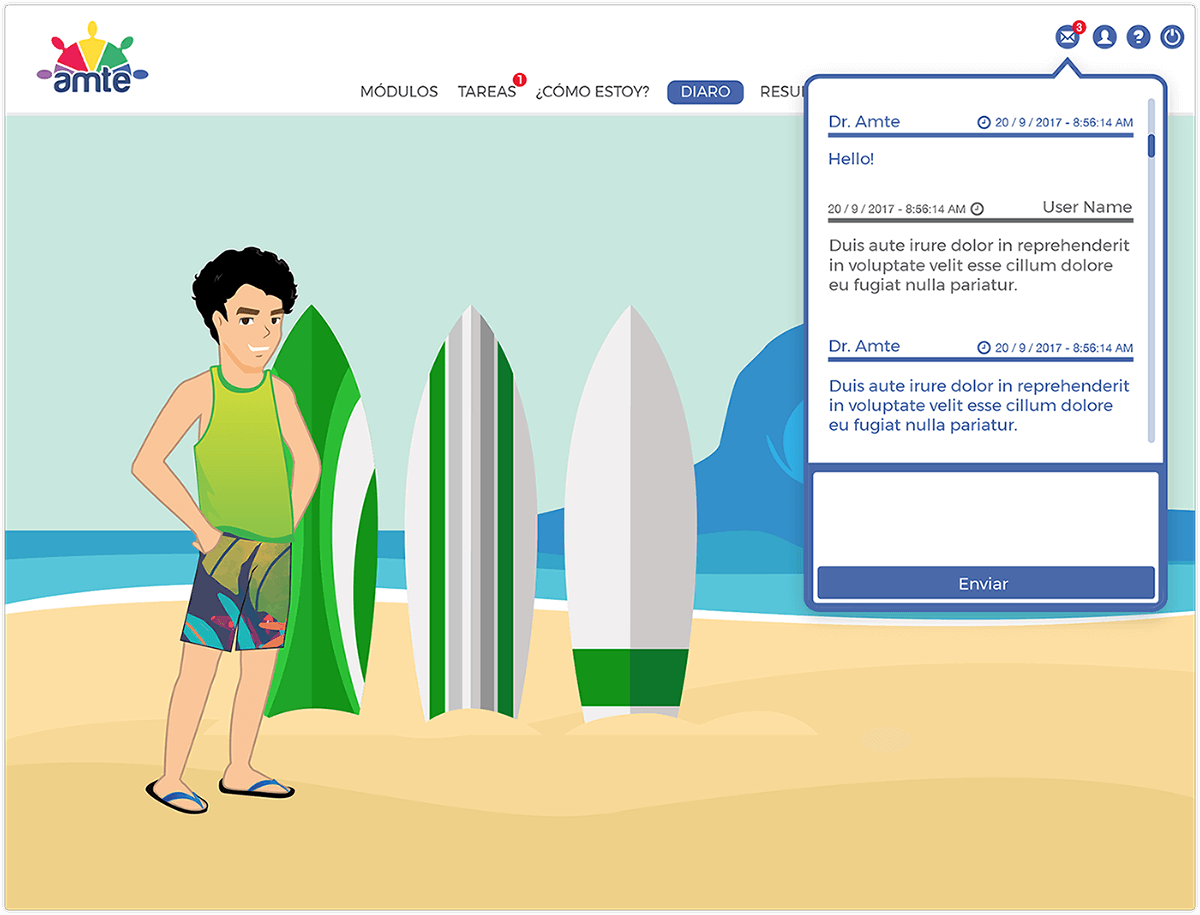 amte
3
MÓDULOS TAREAS 1 ¿CÓMO ESTOY? DIARO RESU
Dr. Amte 20 / 9 / 2017 - 8:56:14 AM
Hello!
20 / 9 / 2017 - 8:56:14 AM User Name
Duis aute irure dolor in reprehenderit
in voluptate velit esse cillum dolore
eu fugiat nulla pariatur.
Dr. Amte 20 / 9 / 2017 - 8:56:14 AM
Duis aute irure dolor in reprehenderit
in voluptate velit esse cillum dolore
eu fugiat nulla pariatur.
Enviar